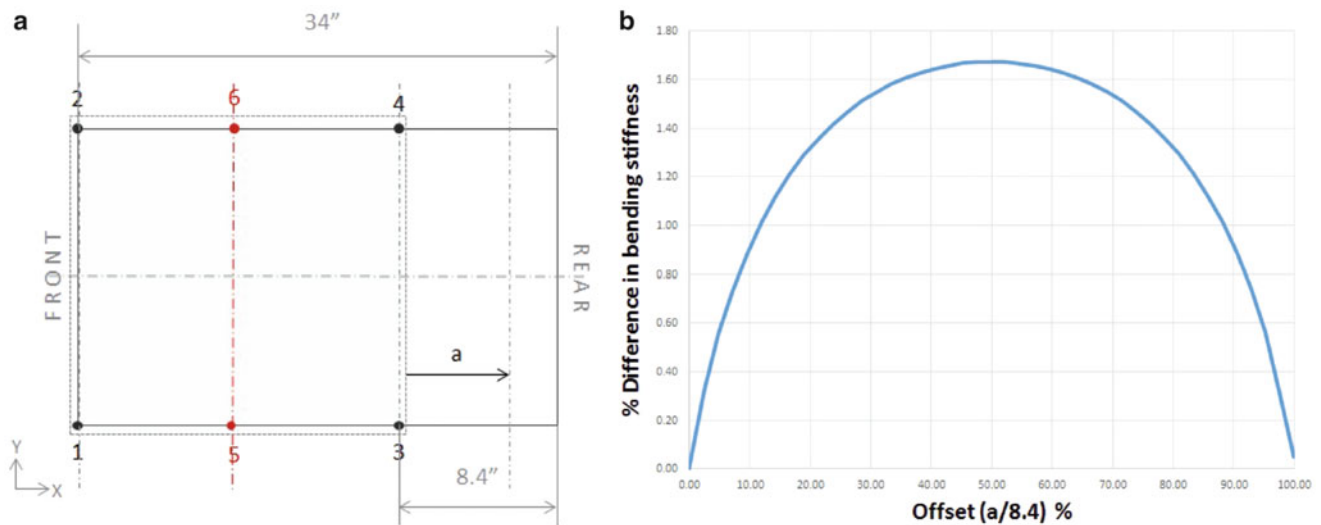 a
34”
2
6
4
FRONT
REAR
a
1
5
3
8.4”
Y
X
b
% Difference in bending stiffness
1.80
1.60
1.40
1.20
1.00
0.80
0.60
0.40
0.20
0.00
0.00 10.00 20.00 30.00 40.00 50.00 60.00 70.00 80.00 90.00 100.00
Offset (a/8.4) %